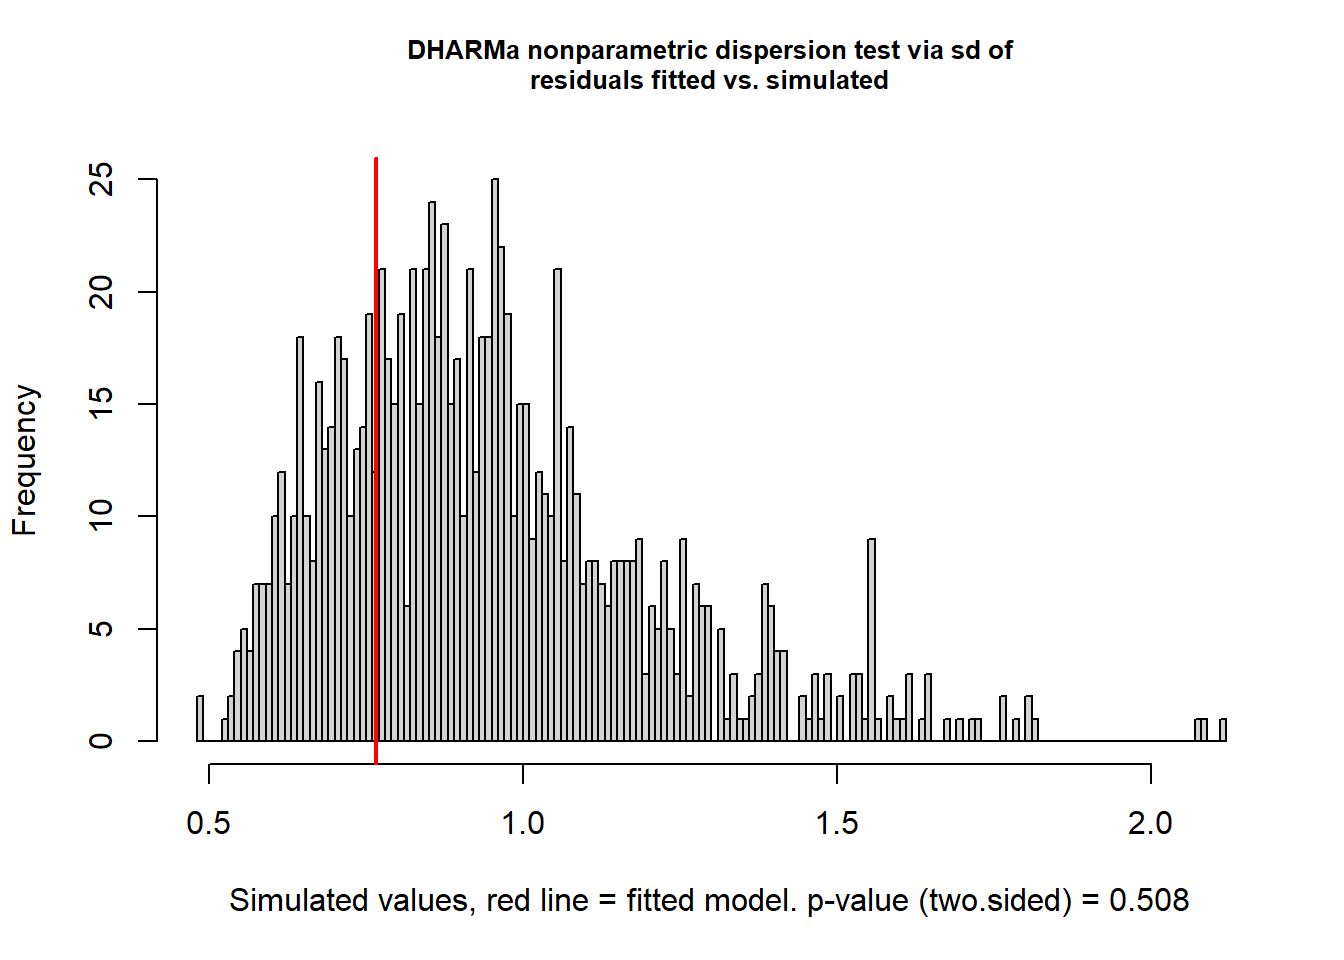 DHARMa nonparametric dispersion test via sd of
residuals fitted vs. simulated
Frequency
25
20
15
10
5
0
0.5 1.0 1.5 2.0
Simulated values, red line = fitted model. p-value (two.sided) = 0.508